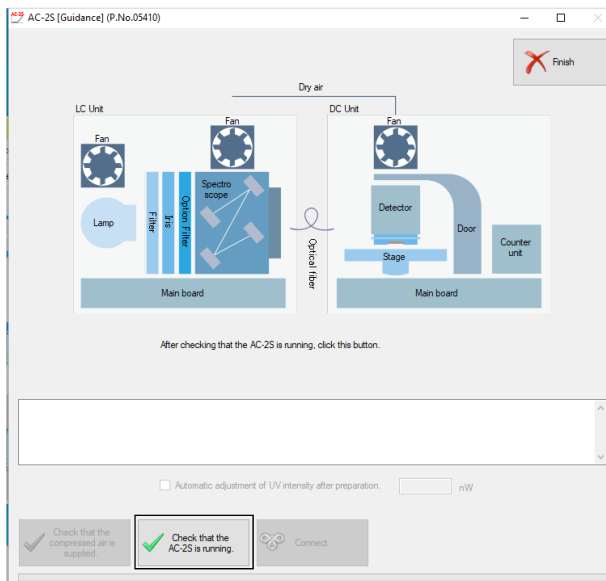 AC-2S AC-2S [Guidance] (P.No.05410)
Finish
Dry air
LC Unit
DC Unit
Fan
Fan
Fan
Lamp
Filter
Iris
Option Filter
Spectro
scope
Optical fiber
Detector
Stage
Door
Counter
unit
Main board
Main board
After checking that the AC-2S is running, click this button.
Automatic adjustment of UV intensity after preparation.
nW
Check that the
compressed air is
supplied.
Check that the
AC-2S is running.
Connect